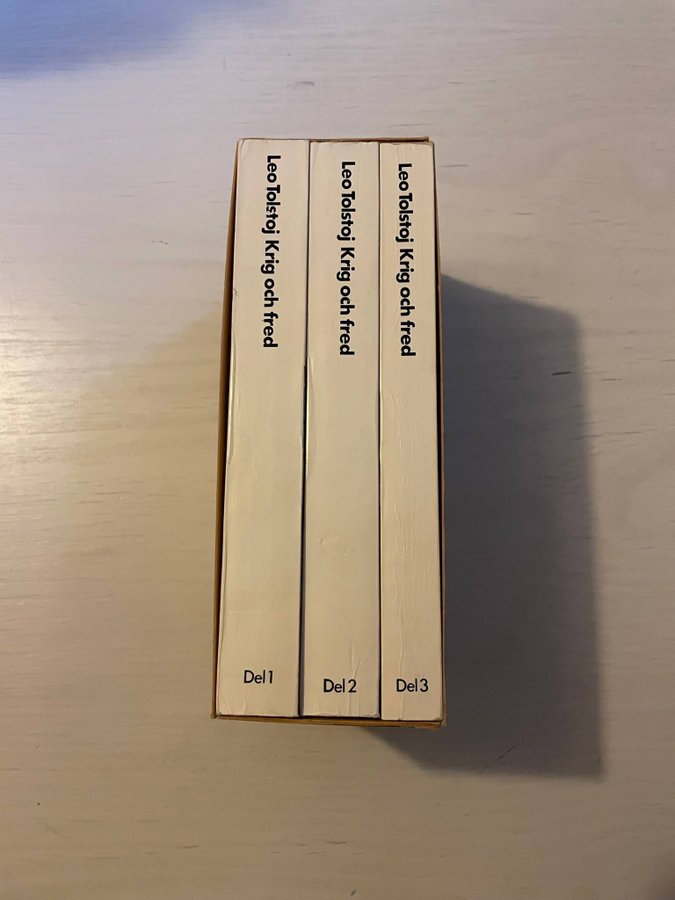 Leo Tolstoj Krig och fred
Del 1
Leo Tolstoj Krig och fred
Del 2
Leo Tolstoj Krig och fred
Del 3